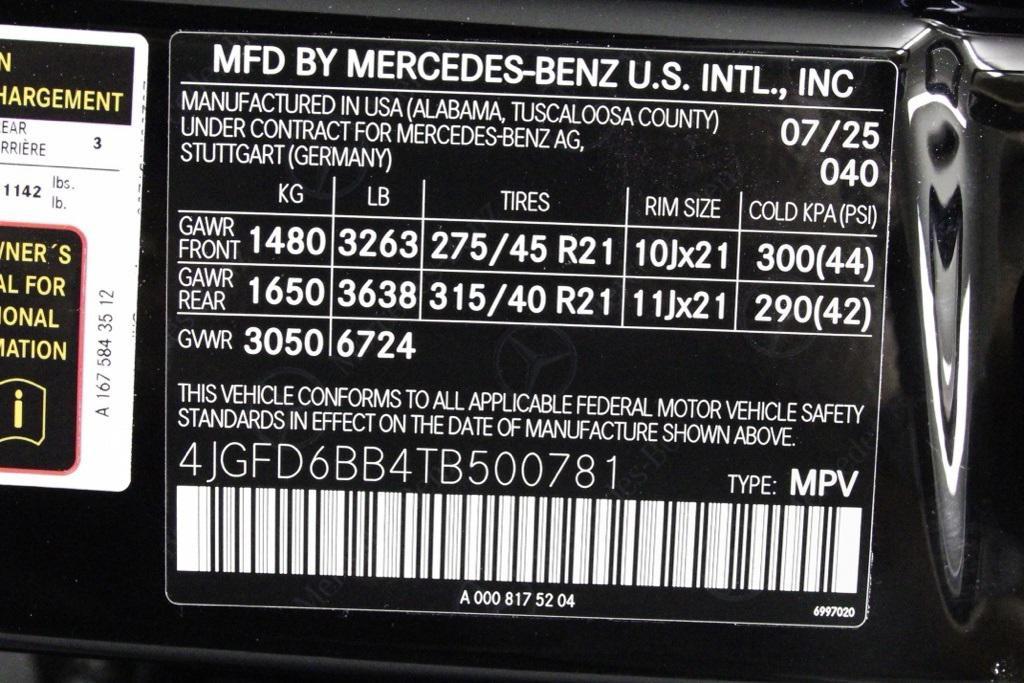 N
HARGEMENT
EAR
RRIÈRE 3
1142 lbs.
lb.
WNER´S
AL FOR
IONAL
MATION
i
A 167 584 35 12
MFD BY MERCEDES-BENZ U.S. INTL., INC
MANUFACTURED IN USA (ALABAMA, TUSCALOOSA COUNTY)
UNDER CONTRACT FOR MERCEDES-BENZ AG,
STUTTGART (GERMANY)
07/25
040
KG LB TIRES RIM SIZE COLD KPA (PSI)
GAWR FRONT 1480 3263 275/45 R21 10Jx21 300(44)
GAWR REAR 1650 3638 315/40 R21 11Jx21 290(42)
GVWR 3050 6724
THIS VEHICLE CONFORMS TO ALL APPLICABLE FEDERAL MOTOR VEHICLE SAFETY
STANDARDS IN EFFECT ON THE DATE OF MANUFACTURE SHOWN ABOVE.
4JGFD6BB4TB500781 TYPE: MPV
A 000 817 52 04
6997020